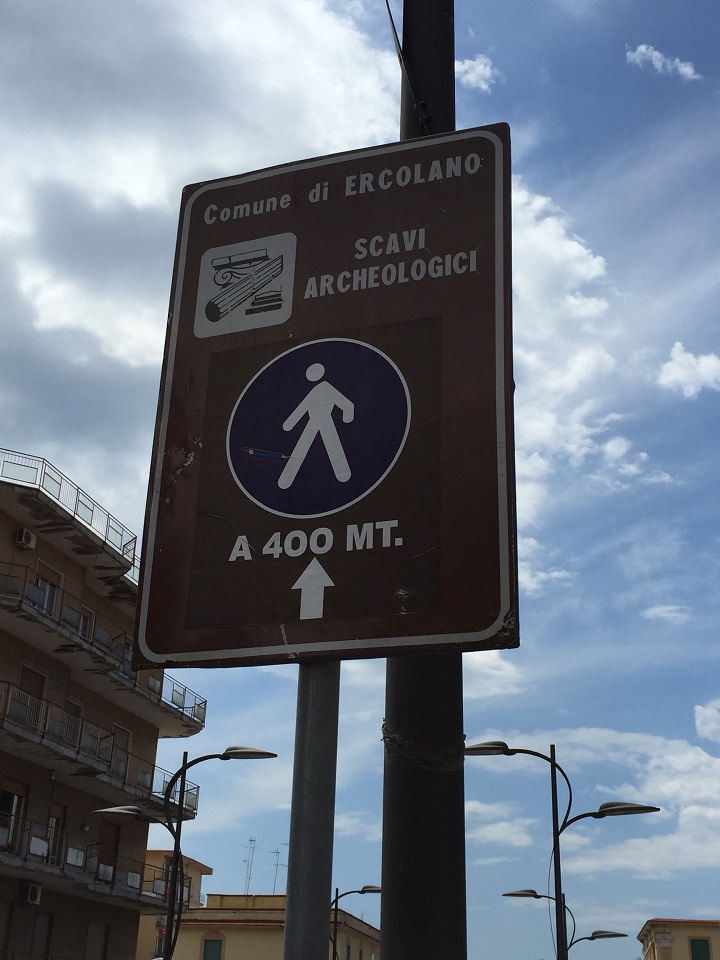 Comune di ERCOLANO
SCAVI
ARCHEOLOGICI
A 400 MT.